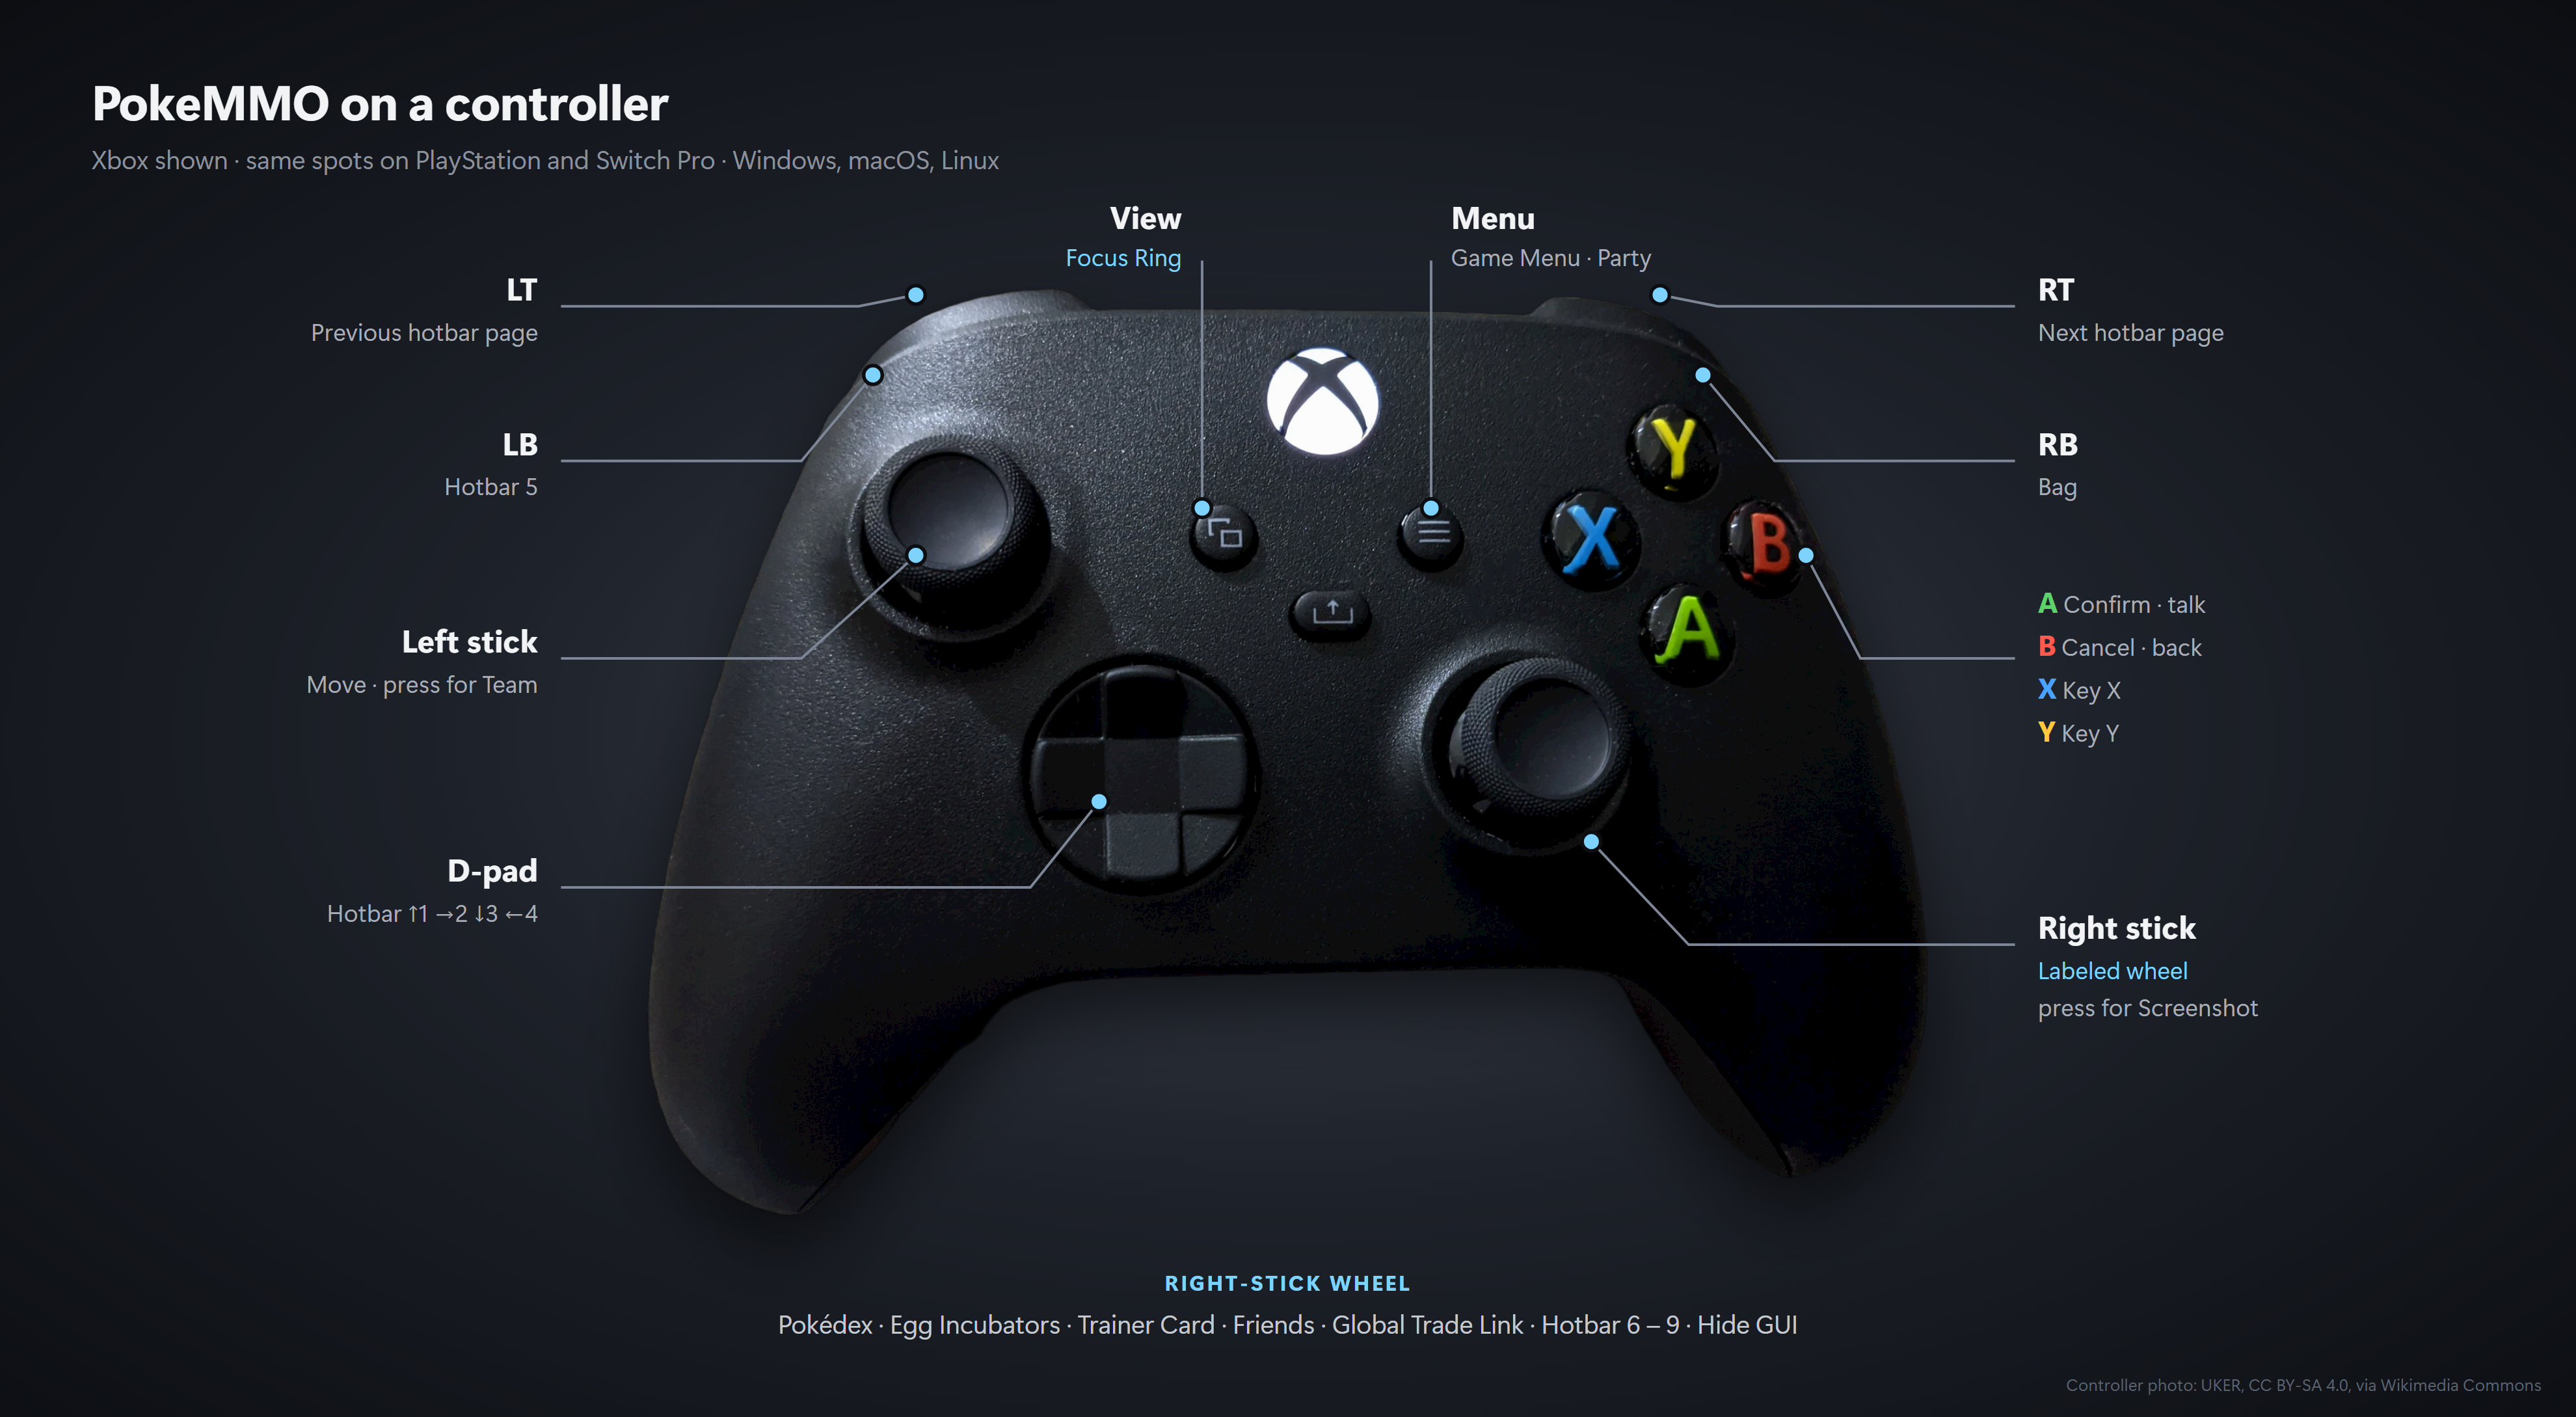 PokeMMO on a controller
Xbox shown · same spots on PlayStation and Switch Pro · Windows, macOS, Linux
View
Focus Ring
Menu
Game Menu · Party
LT
Previous hotbar page
LB
Hotbar 5
Left stick
Move · press for Team
D-pad
Hotbar ↑1 →2 ↓3 ←4
Y
X
B
A
RT
Next hotbar page
RB
Bag
A Confirm · talk
B Cancel · back
X Key X
Y Key Y
Right stick
Labeled wheel
press for Screenshot
RIGHT-STICK WHEEL
Pokédex · Egg Incubators · Trainer Card · Friends · Global Trade Link · Hotbar 6 – 9 · Hide GUI
Controller photo: UKER, CC BY-SA 4.0, via Wikimedia Commons